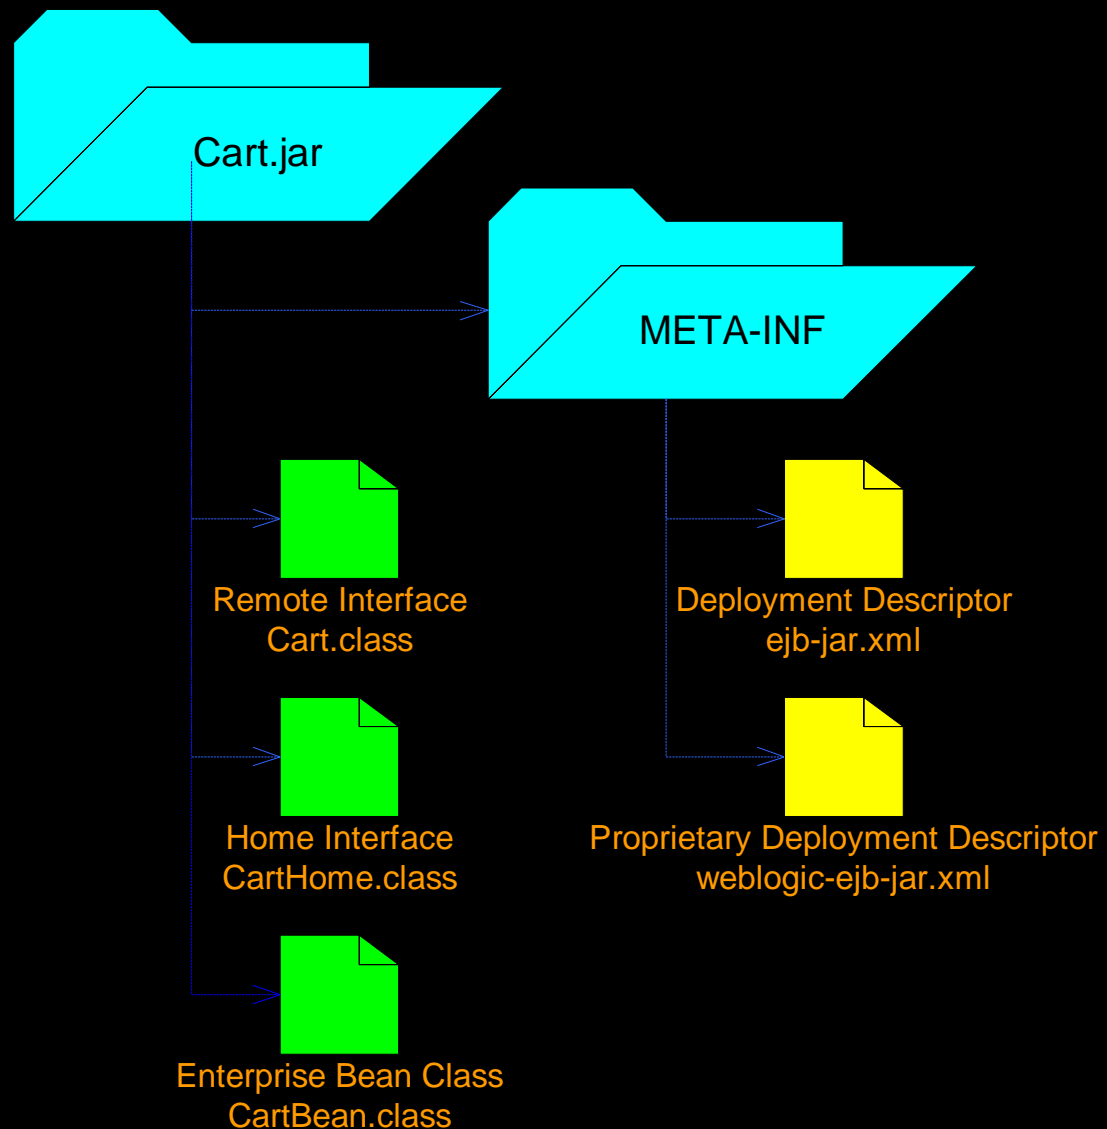 Cart.jar
META-INF
Remote Interface
Cart.class
Deployment Descriptor
ejb-jar.xml
Home Interface
CartHome.class
Proprietary Deployment Descriptor
weblogic-ejb-jar.xml
Enterprise Bean Class
CartBean.class